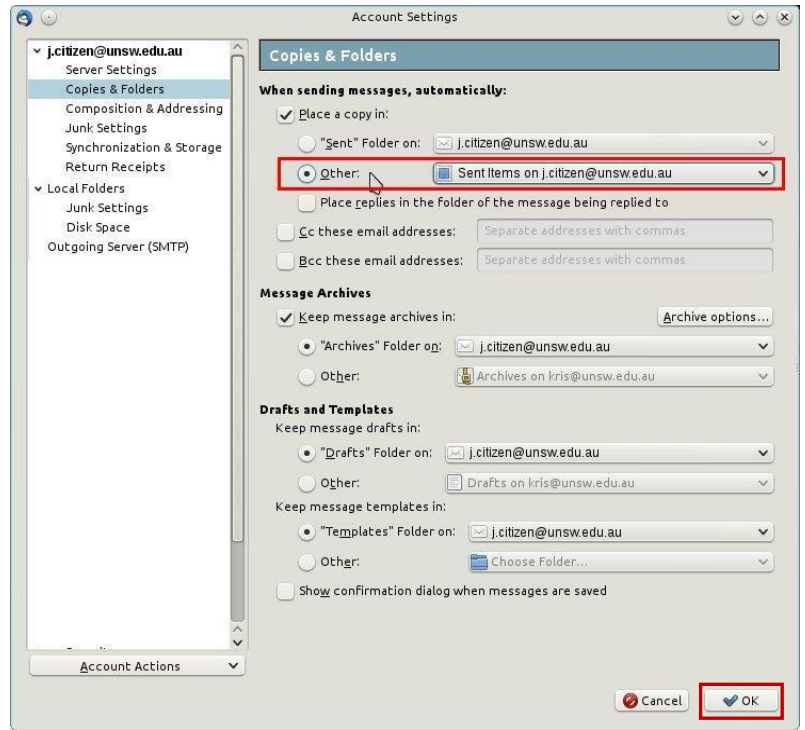 Account Settings
j.citizen@unsw.edu.au
Server Settings
Copies & Folders
Composition & Addressing
Junk Settings
Synchronization & Storage
Return Receipts
Local Folders
Junk Settings
Disk Space
Outgoing Server (SMTP)
Account Actions
Copies & Folders
When sending messages, automatically:
Place a copy in:
"Sent" Folder on: j.citizen@unsw.edu.au
Other: Sent Items on j.citizen@unsw.edu.au
Place replies in the folder of the message being replied to
Cc these email addresses: Separate addresses with commas
Bcc these email addresses: Separate addresses with commas
Message Archives
Keep message archives in: Archive options...
"Archives" Folder on: j.citizen@unsw.edu.au
Other: Archives on kris@unsw.edu.au
Drafts and Templates
Keep message drafts in:
"Drafts" Folder on: j.citizen@unsw.edu.au
Other: Drafts on kris@unsw.edu.au
Keep message templates in:
"Templates" Folder on: j.citizen@unsw.edu.au
Other: Choose Folder...
Show confirmation dialog when messages are saved
Cancel OK